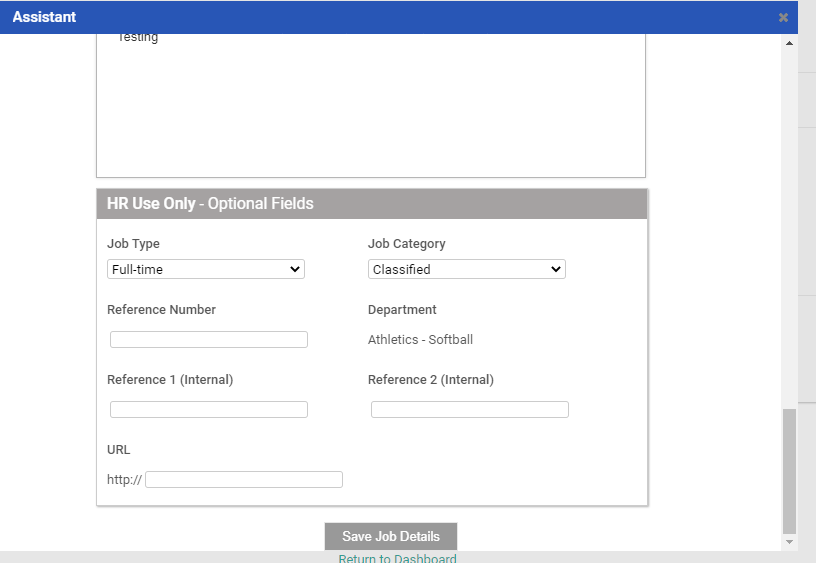 Assistant
Testing
HR Use Only - Optional Fields
Job Type Job Category
Full-time Classified
Reference Number Department
Athletics - Softball
Reference 1 (Internal) Reference 2 (Internal)
URL
http://
Save Job Details
Return to Dashboard